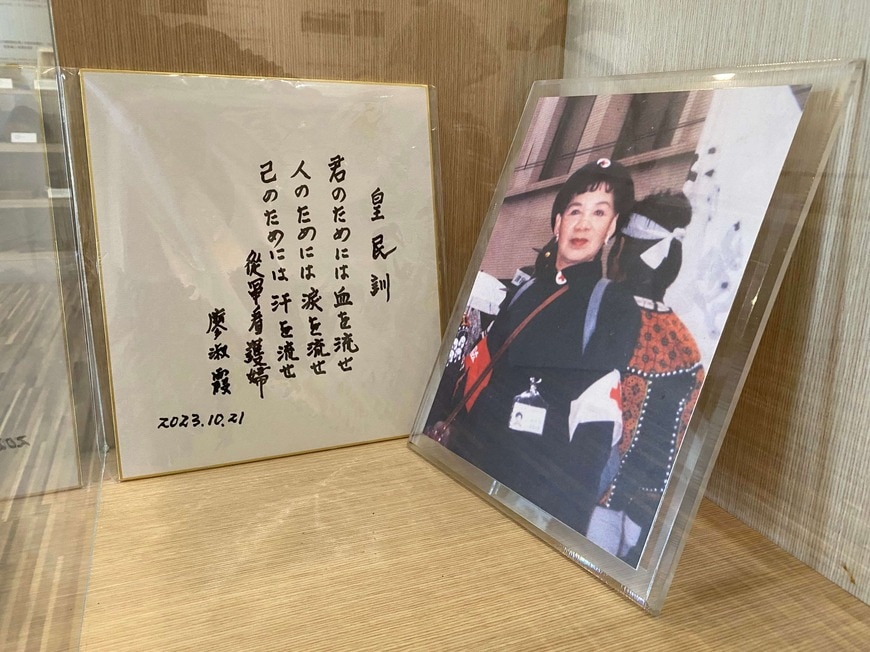 皇民訓
君のためには血を流せ
人のためには涙を流せ
己のためには汗を流せ
從軍看護婦
廖淑霞
2023.10.21